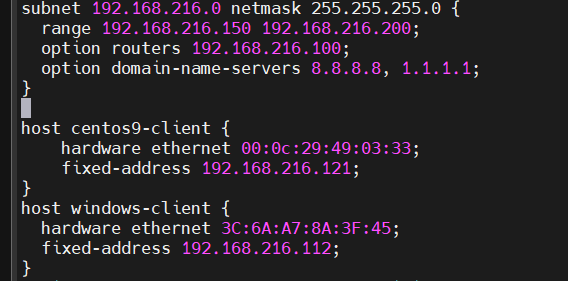 subnet 192.168.216.0 netmask 255.255.255.0 {
  range 192.168.216.150 192.168.216.200;
  option routers 192.168.216.100;
  option domain-name-servers 8.8.8.8, 1.1.1.1;
}
host centos9-client {
    hardware ethernet 00:0c:29:49:03:33;
    fixed-address 192.168.216.121;
}
host windows-client {
  hardware ethernet 3C:6A:A7:8A:3F:45;
  fixed-address 192.168.216.112;
}